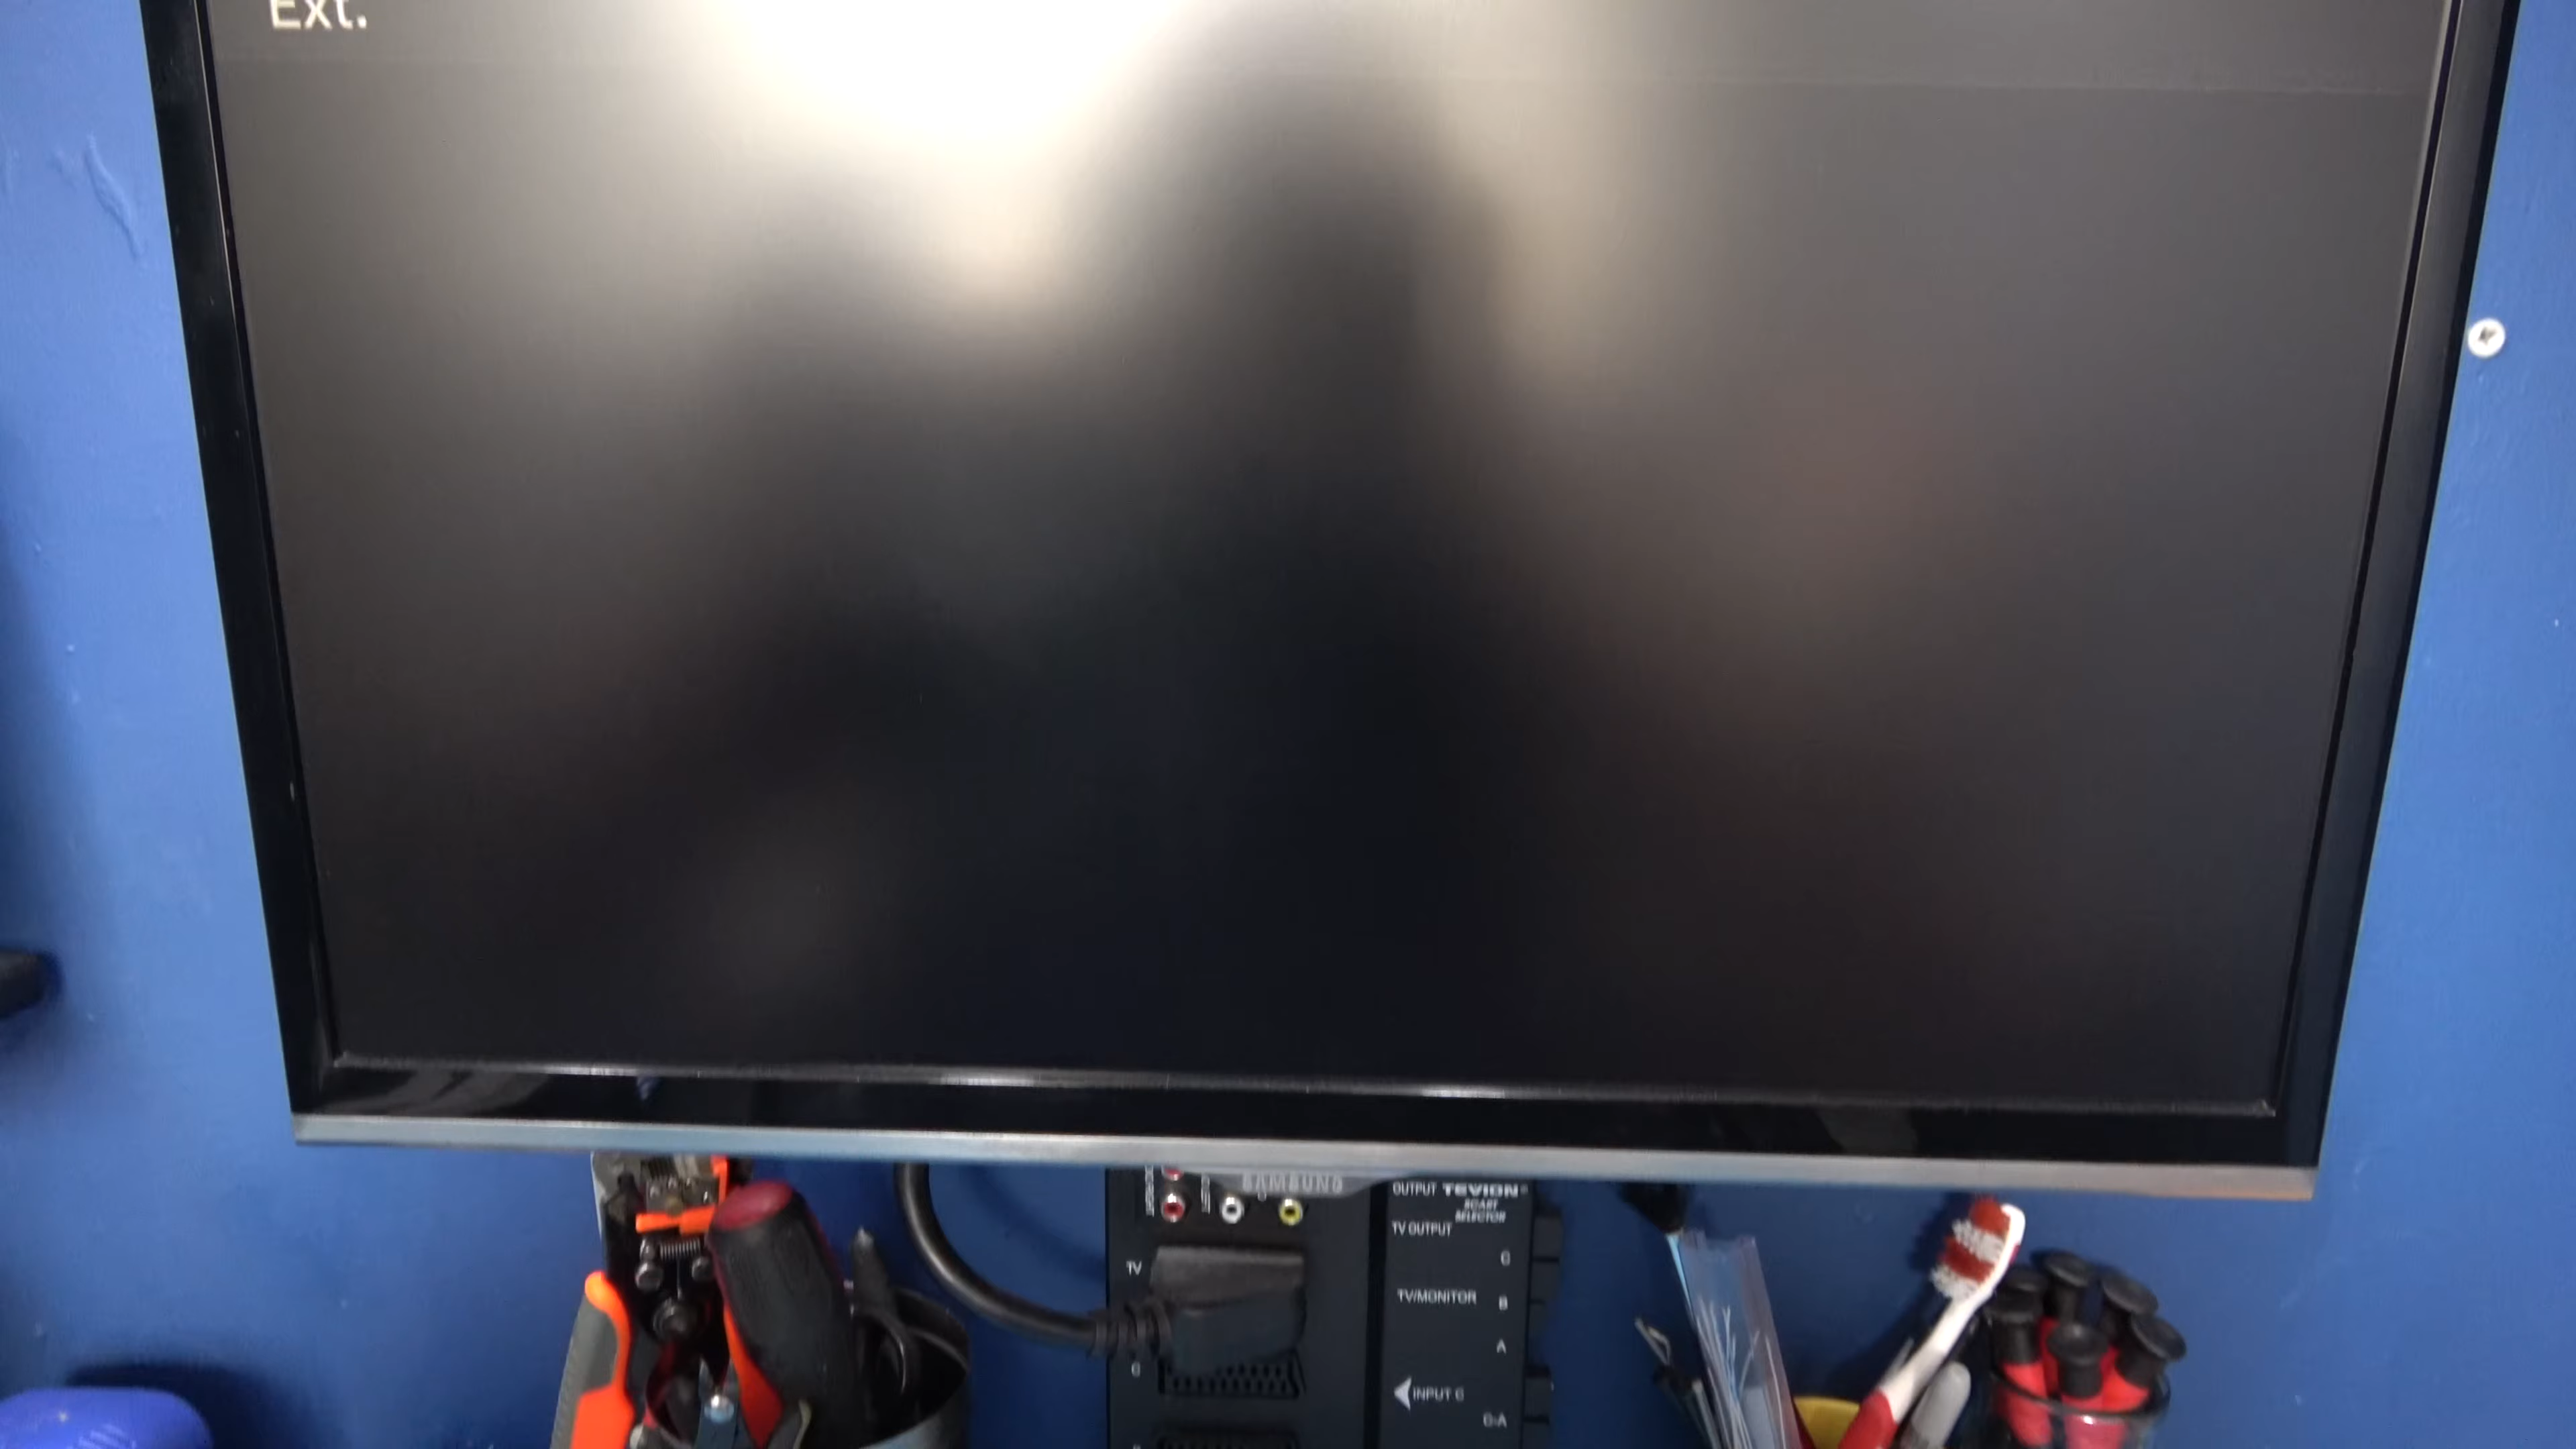 Ext.
SAMSUNG
OUTPUT TEVION
SCART
SELECTOR
TV OUTPUT
TV
C
TV/MONITOR
B
A
C
INPUT C
C>A